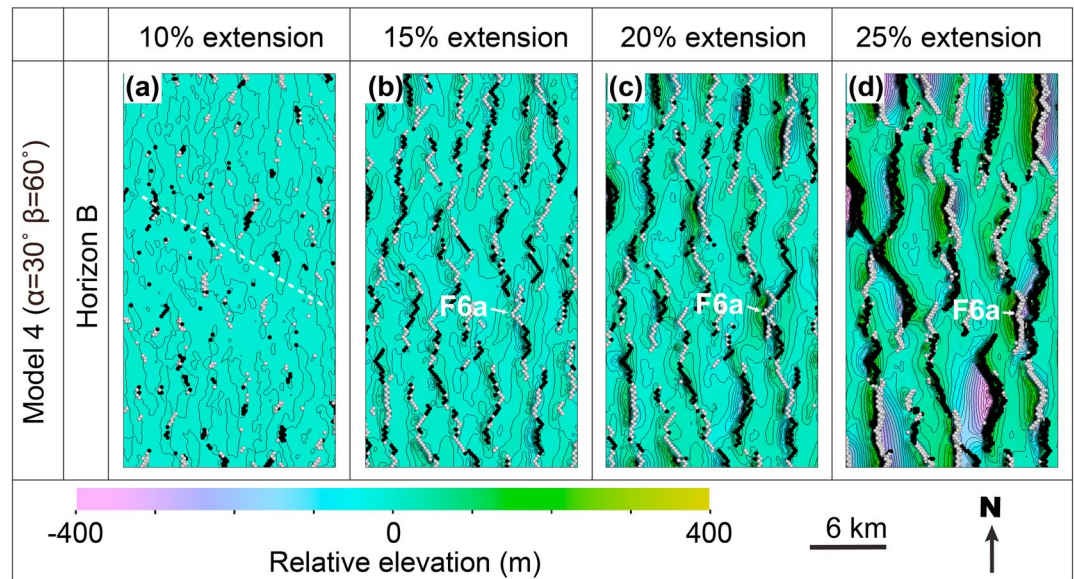 10% extension
15% extension
20% extension
25% extension
Model 4 (α=30° β=60°)
Horizon B
(a)
(b)
(c)
(d)
F6a
F6a
F6a
-400
0
400
Relative elevation (m)
6 km
N